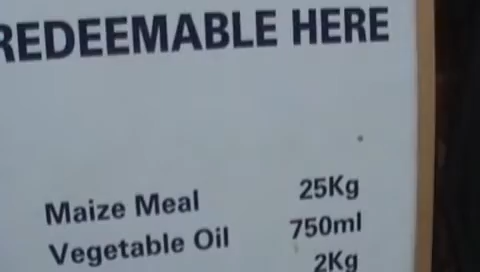 REDEEMABLE HERE
Maize Meal 25Kg
Vegetable Oil 750ml
2Kg